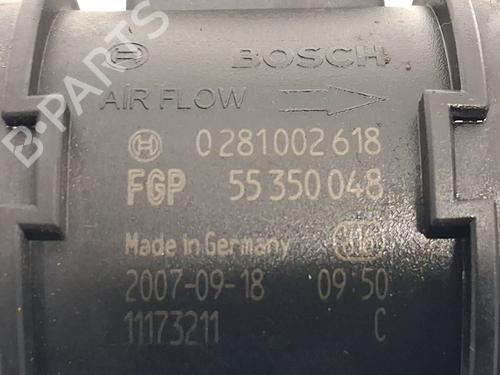 BOSCH
AIR FLOW
0 281 002 618
FGP 55 350 048
Made in Germany
2007-09-18 09:50
11173211 C
B-PARTS